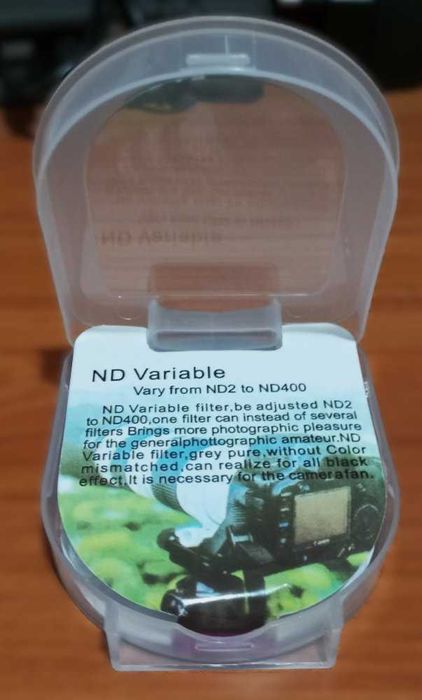 ND Variable
Vary from ND2 to ND400
ND Variable filter,be adjusted ND2
to ND400,one filter can instead of several
filters Brings more photographic pleasure
for the generalphottographic amateur.ND
Variable filter,grey pure,without Color
mismatched,can realize for all black
effect,It is necessary for the camerafan.